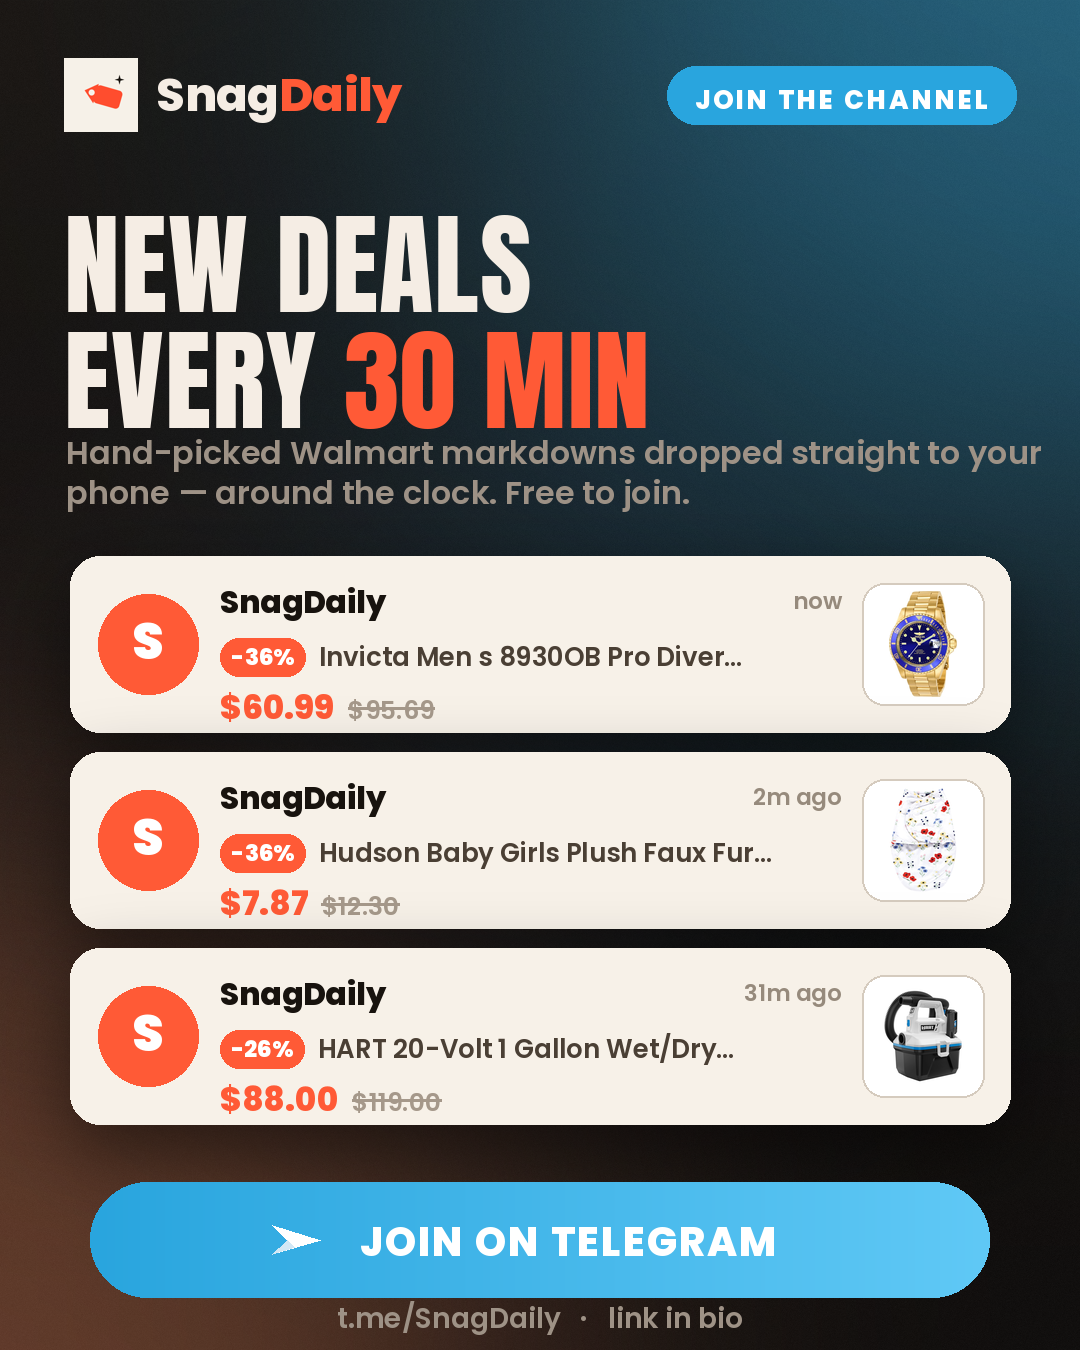 SnagDaily
JOIN THE CHANNEL
NEW DEALS
EVERY 30 MIN
Hand-picked Walmart markdowns dropped straight to your
phone — around the clock. Free to join.
S
SnagDaily
now
-36% Invicta Men s 8930OB Pro Diver...
$60.99 $95.69
S
SnagDaily
2m ago
-36% Hudson Baby Girls Plush Faux Fur...
$7.87 $12.30
S
SnagDaily
31m ago
-26% HART 20-Volt 1 Gallon Wet/Dry...
$88.00 $119.00
JOIN ON TELEGRAM
t.me/SnagDaily · link in bio